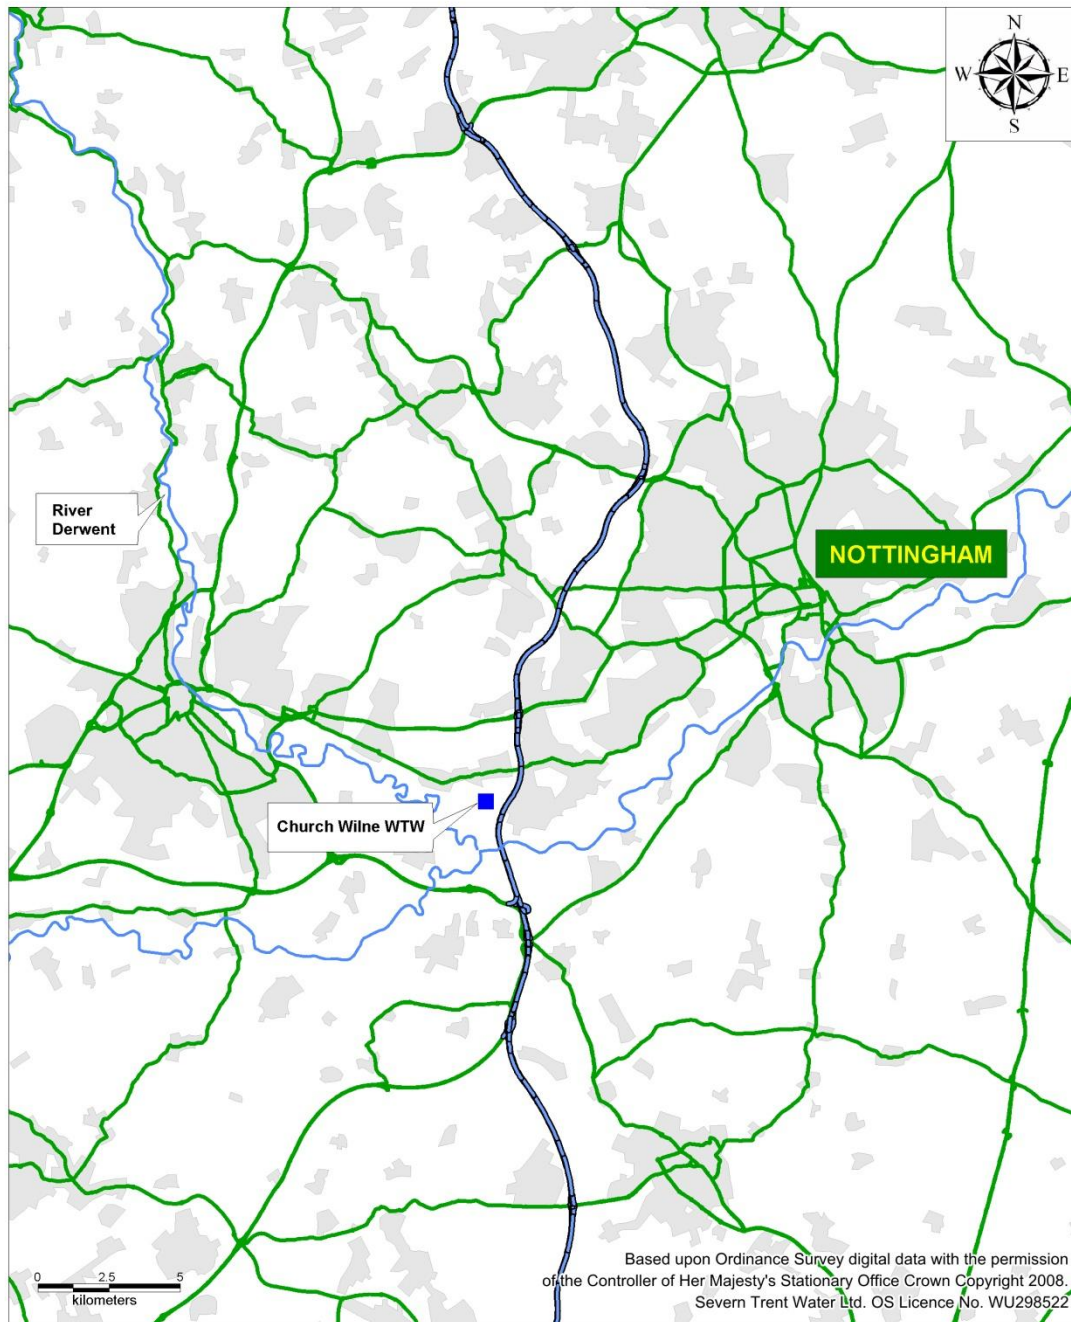 N
W E
S
River
Derwent
NOTTINGHAM
Church Wilne WTW
0 2.5 5
kilometers
Based upon Ordinance Survey digital data with the permission
of the Controller of Her Majesty's Stationary Office Crown Copyright 2008.
Severn Trent Water Ltd. OS Licence No. WU298522